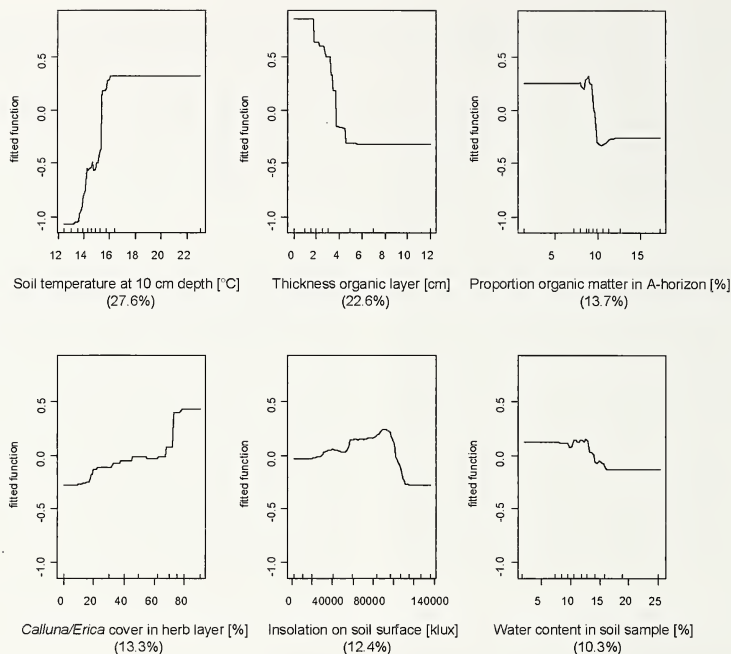 fitted function
0.5
0.0
-0.5
-1.0
12 14 16 18 20 22
Soil temperature at 10 cm depth [°C]
(27.6%)
fitted function
0.5
0.0
-0.5
-1.0
0 2 4 6 8 10 12
Thickness organic layer [cm]
(22.6%)
fitted function
0.5
0.0
-0.5
-1.0
5 10 15
Proportion organic matter in A-horizon [%]
(13.7%)
fitted function
0.5
0.0
-0.5
-1.0
0 20 40 60 80
Calluna/Erica cover in herb layer [%]
(13.3%)
fitted function
0.5
0.0
-0.5
-1.0
0 40000 80000 140000
Insolation on soil surface [klux]
(12.4%)
fitted function
0.5
0.0
-0.5
-1.0
5 10 15 20 25
Water content in soil sample [%]
(10.3%)